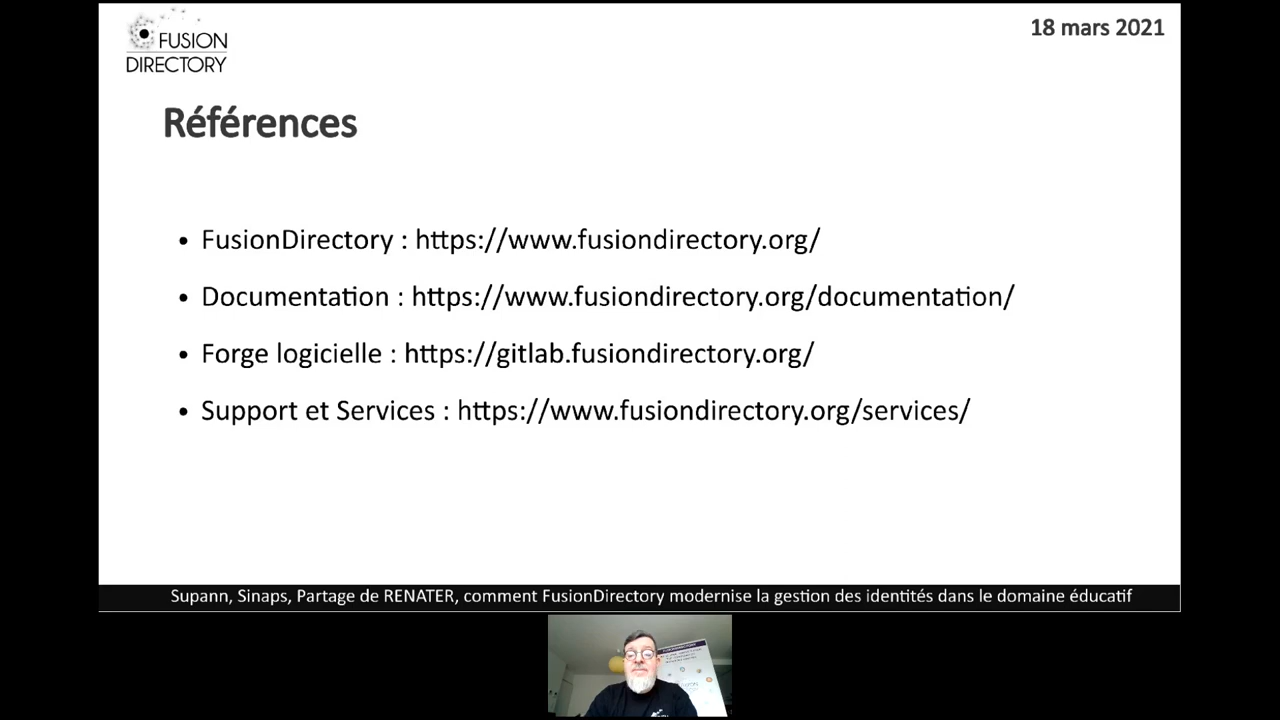 FUSION
DIRECTORY
18 mars 2021
Références
• FusionDirectory : https://www.fusiondirectory.org/
• Documentation : https://www.fusiondirectory.org/documentation/
• Forge logicielle : https://gitlab.fusiondirectory.org/
• Support et Services : https://www.fusiondirectory.org/services/
Supann, Sinaps, Partage de RENATER, comment FusionDirectory modernise la gestion des identités dans le domaine éducatif